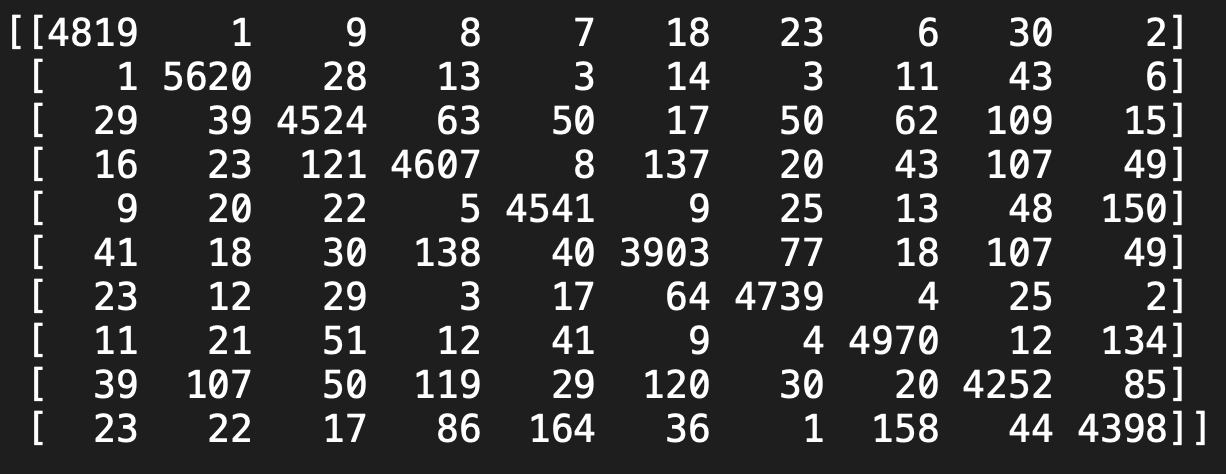 [[4819 1 9 8 7 18 23 6 30 2]
[ 1 5620 28 13 3 14 3 11 43 6]
[ 29 39 4524 63 50 17 50 62 109 15]
[ 16 23 121 4607 8 137 20 43 107 49]
[ 9 20 22 5 4541 9 25 13 48 150]
[ 41 18 30 138 40 3903 77 18 107 49]
[ 23 12 29 3 17 64 4739 4 25 2]
[ 11 21 51 12 41 9 4 4970 12 134]
[ 39 107 50 119 29 120 30 20 4252 85]
[ 23 22 17 86 164 36 1 158 44 4398]]